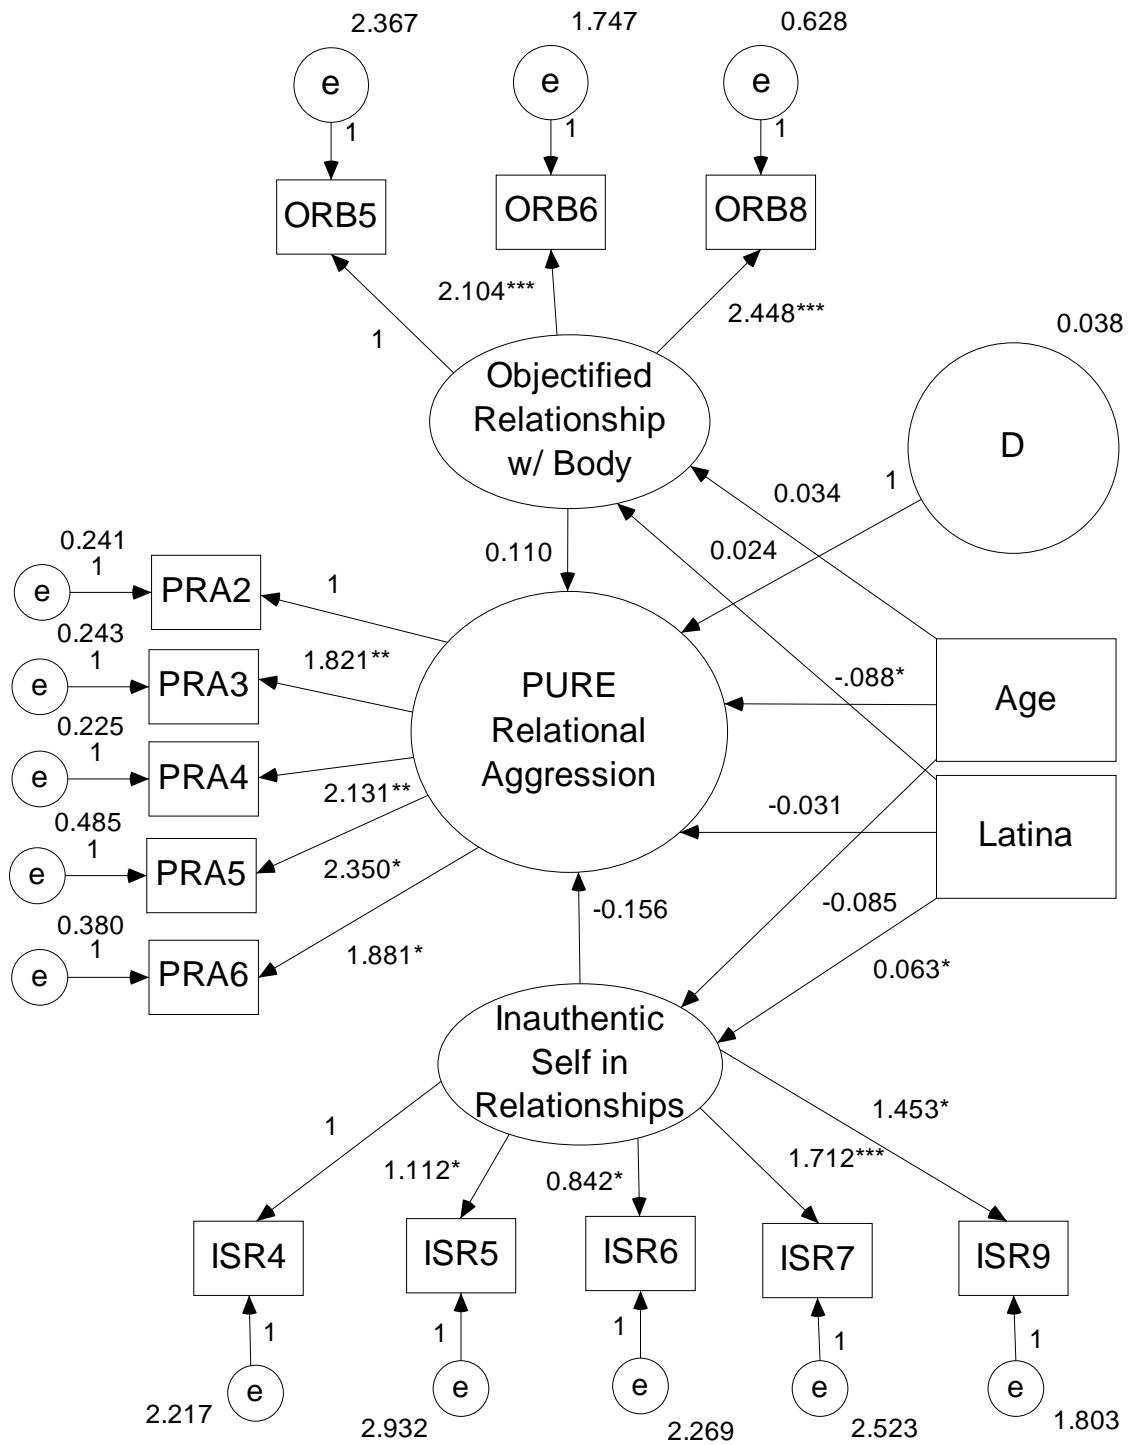 2.367
1.747
0.628
e
e
e
1
1
1
ORB5
ORB6
ORB8
2.104***
2.448***
1
0.038
Objectified
Relationship
w/ Body
D
0.034
1
0.024
0.110
0.241
1
e
PRA2
1
0.243
1
e
PRA3
1.821**
0.225
1
e
PRA4
2.131**
0.485
1
e
PRA5
2.350*
0.380
1
e
PRA6
1.881*
PURE
Relational
Aggression
-.088*
Age
-0.031
Latina
-0.085
-0.156
0.063*
Inauthentic
Self in
Relationships
1
1.112*
0.842*
1.712***
1.453*
ISR4
ISR5
ISR6
ISR7
ISR9
1
1
1
1
1
e
e
e
e
e
2.217
2.932
2.269
2.523
1.803